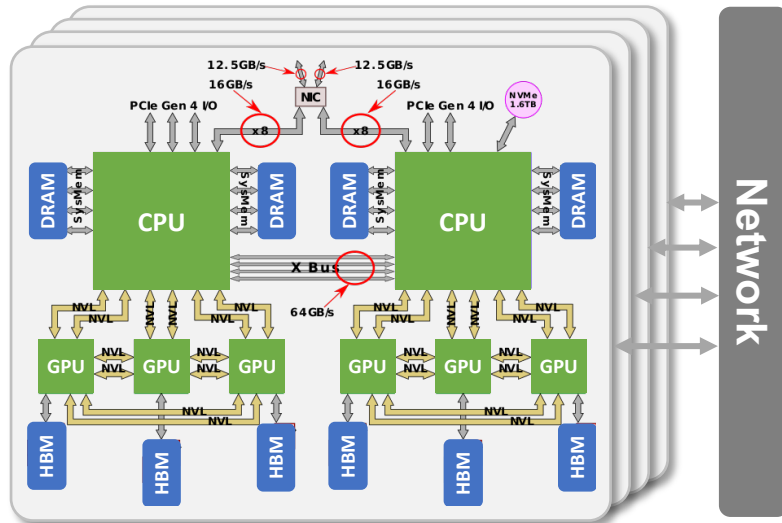 12.5GB/s
12.5GB/s
16GB/s
16GB/s
NIC
NVMe
1.6TB
PCIe Gen 4 I/O
PCIe Gen 4 I/O
x8
x8
DRAM
SysMem
CPU
SysMem
DRAM
DRAM
SysMem
CPU
SysMem
DRAM
X Bus
64GB/s
NVL
NVL
NVL
NVL
NVL
NVL
NVL
NVL
NVL
NVL
NVL
NVL
GPU
NVL
NVL
GPU
NVL
NVL
GPU
GPU
NVL
NVL
GPU
NVL
NVL
GPU
NVL
NVL
NVL
NVL
HBM
HBM
HBM
HBM
HBM
HBM
Network